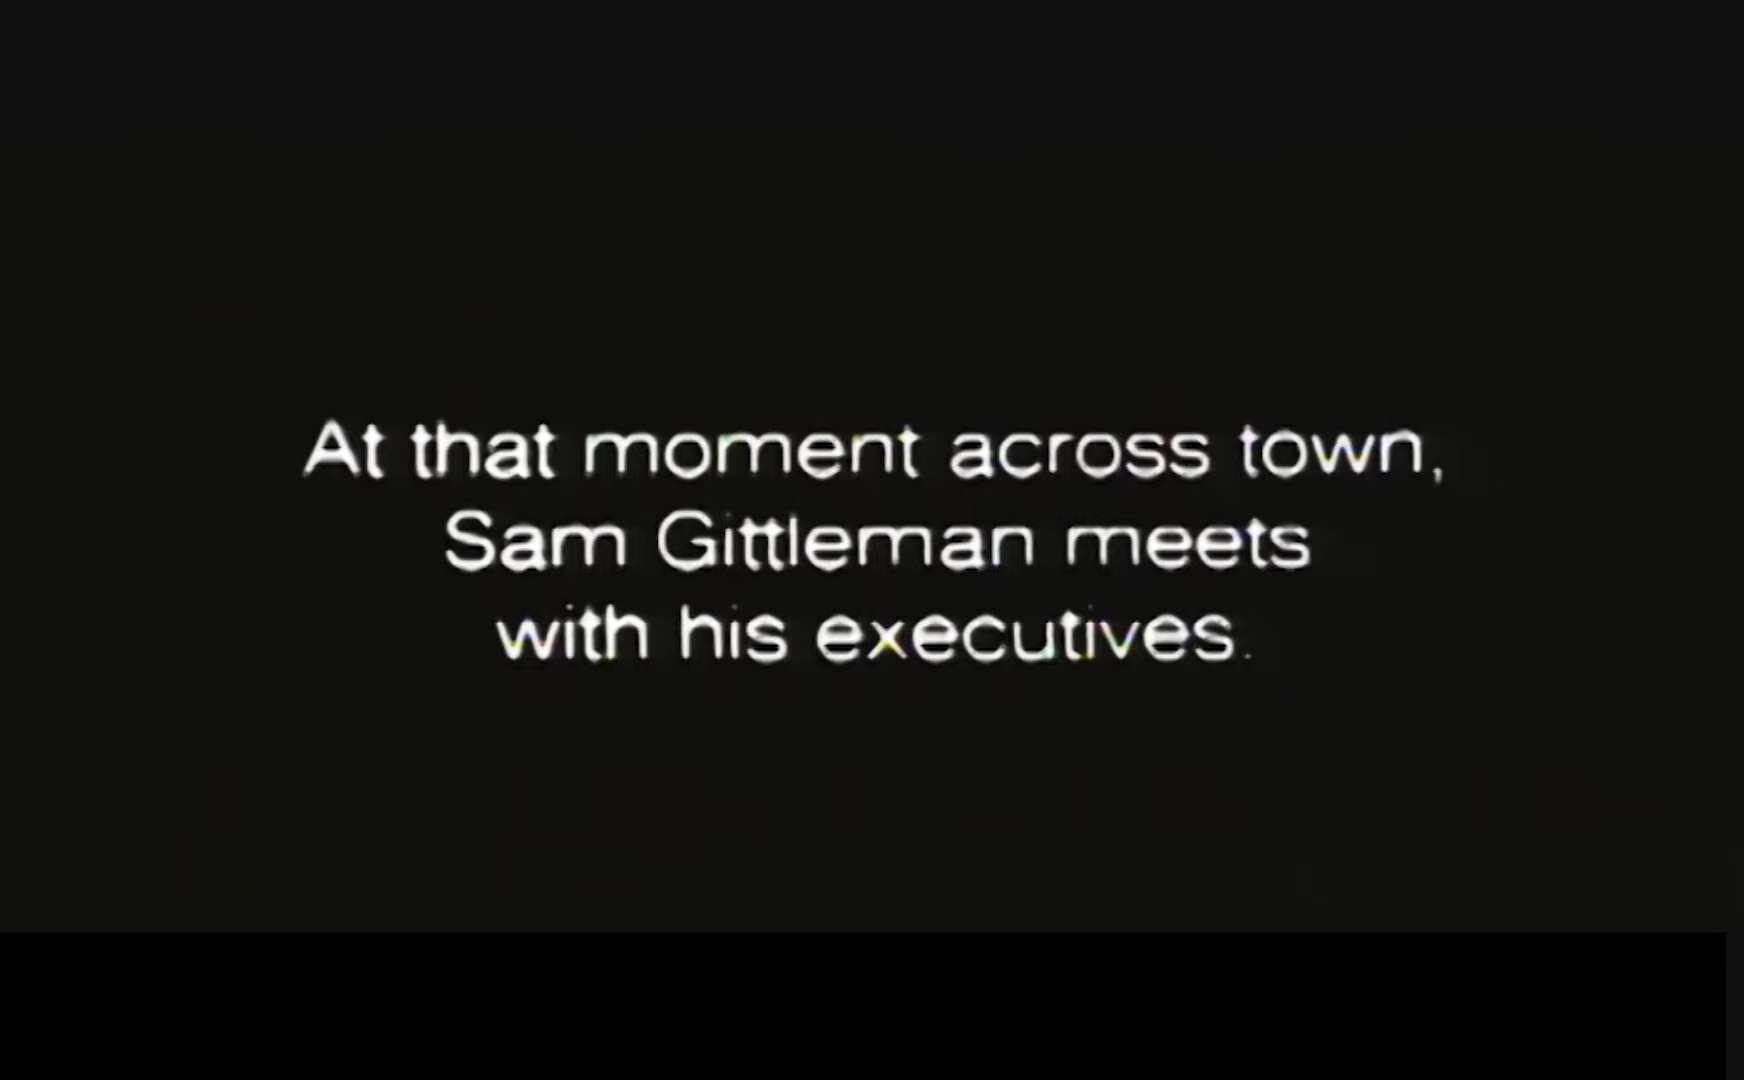 At that moment across town,
Sam Gittleman meets
with his executives.